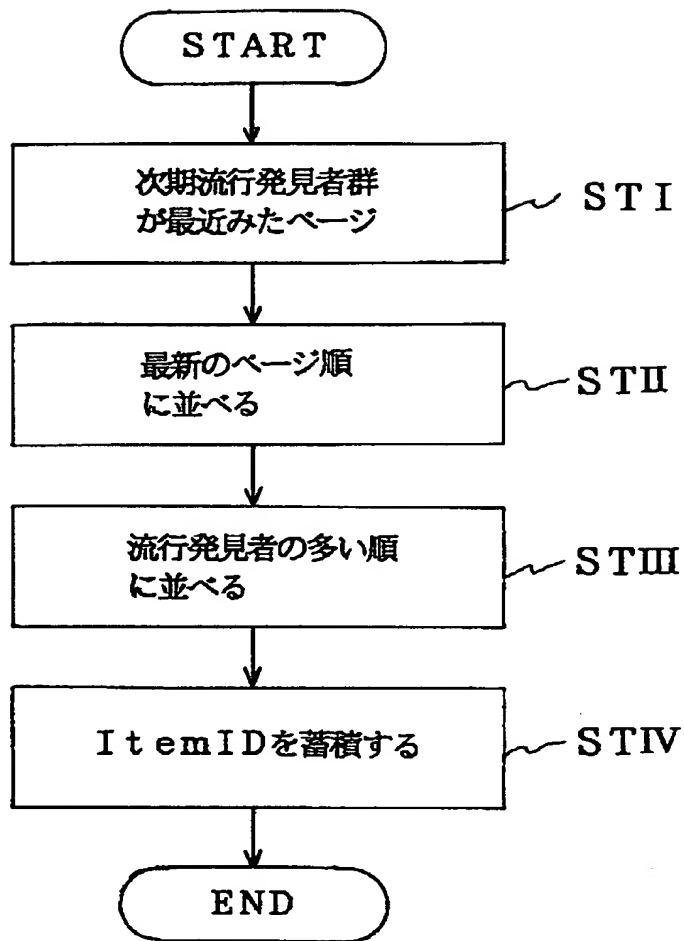 START
次期流行発見者群
が最近みたページ
STⅠ
最新のページ順
に並べる
STⅡ
流行発見者の多い順
に並べる
STⅢ
ItemIDを蓄積する
STⅣ
END